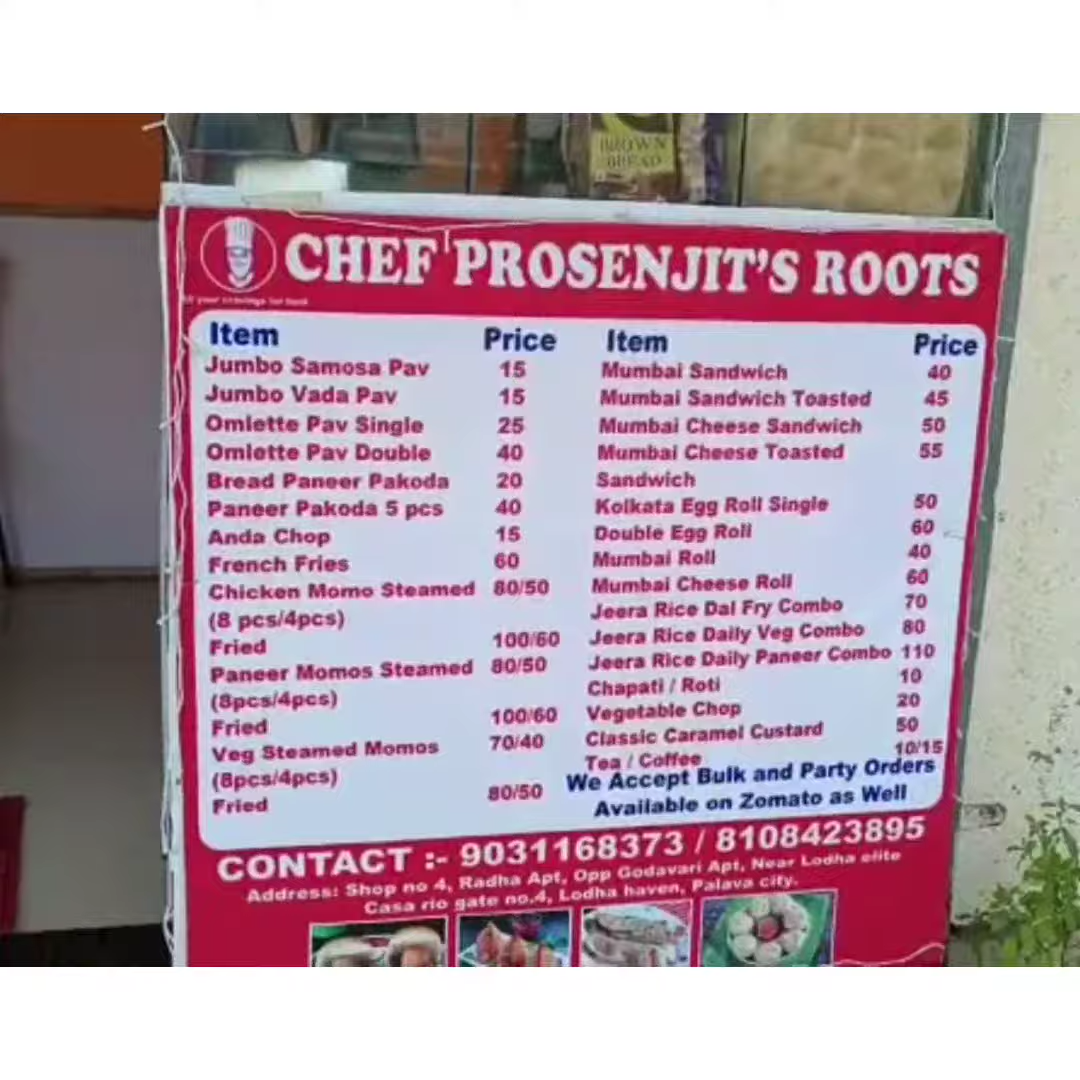 BROWN
BREAD
CHEF PROSENJIT'S ROOTS
Item Price
Jumbo Samosa Pav 15
Jumbo Vada Pav 15
Omlette Pav Single 25
Omlette Pav Double 40
Bread Paneer Pakoda 20
Paneer Pakoda 5 pcs 40
Anda Chop 15
French Fries 60
Chicken Momo Steamed 80/50
(8 pcs/4pcs)
Fried 100/60
Paneer Momos Steamed 80/50
(8pcs/4pcs)
Fried 100/60
Veg Steamed Momos 70/40
(8pcs/4pcs)
Fried 80/50
Item Price
Mumbai Sandwich 40
Mumbai Sandwich Toasted 45
Mumbai Cheese Sandwich 50
Mumbai Cheese Toasted 55
Sandwich
Kolkata Egg Roll Single 50
Double Egg Roll 60
Mumbai Roll 40
Mumbai Cheese Roll 60
Jeera Rice Dal Fry Combo 70
Jeera Rice Daily Veg Combo 80
Jeera Rice Daily Paneer Combo 110
Chapati / Roti 10
Vegetable Chop 20
Classic Caramel Custard 50
Tea / Coffee 10/15
We Accept Bulk and Party Orders
Available on Zomato as Well
CONTACT :- 9031168373 / 8108423895
Address: Shop no 4, Radha Apt, Opp Godavari Apt, Near Lodha elite
Casa rio gate no.4, Lodha haven, Palava city.